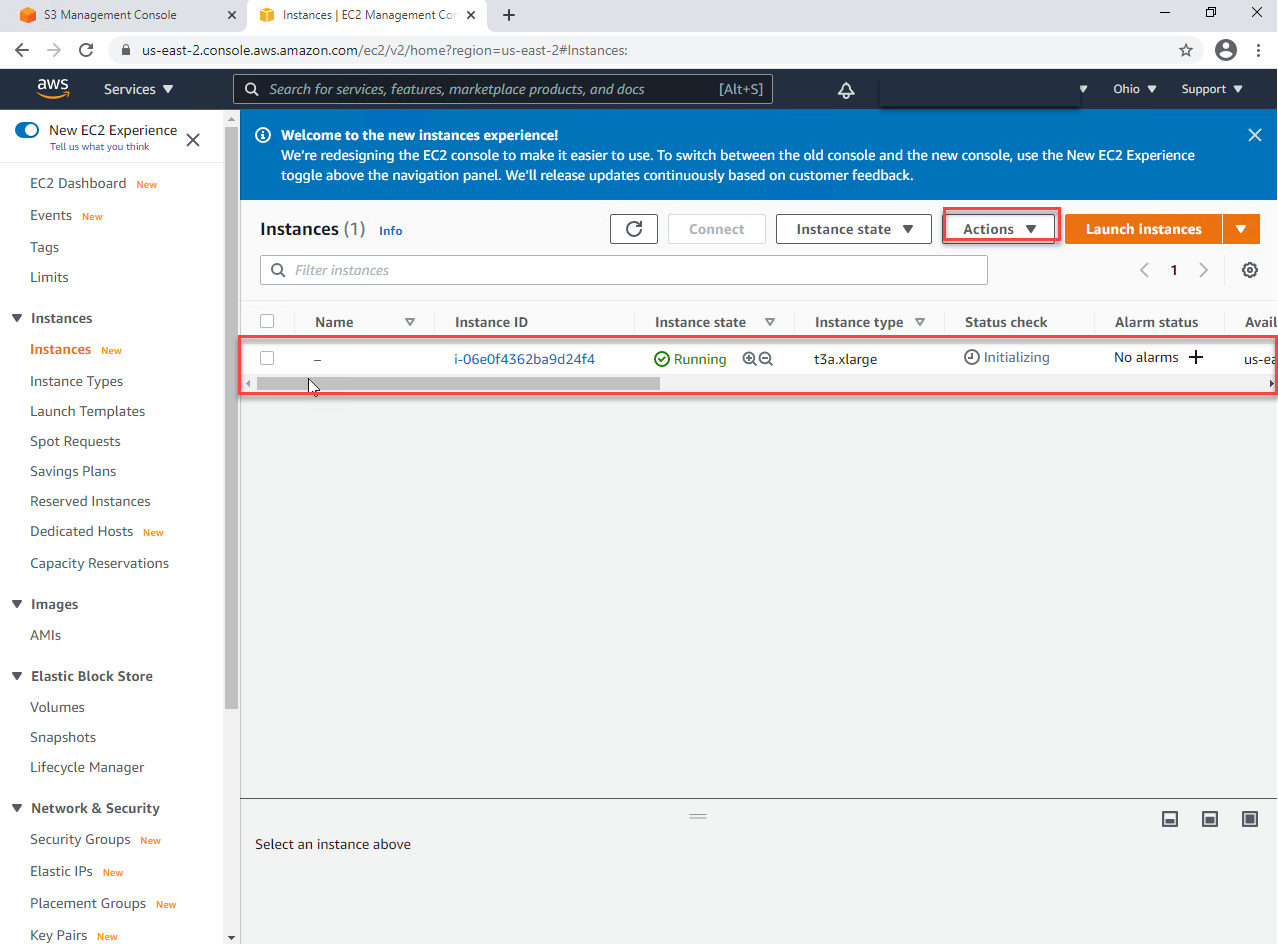 S3 Management Console
Instances | EC2 Management Con
us-east-2.console.aws.amazon.com/ec2/v2/home?region=us-east-2#Instances:
aws
Services
Search for services, features, marketplace products, and docs
[Alt+S]
Ohio
Support
New EC2 Experience
Tell us what you think
EC2 Dashboard New
Events New
Tags
Limits
Instances
Instances New
Instance Types
Launch Templates
Spot Requests
Savings Plans
Reserved Instances
Dedicated Hosts New
Capacity Reservations
Images
AMIs
Elastic Block Store
Volumes
Snapshots
Lifecycle Manager
Network & Security
Security Groups New
Elastic IPs New
Placement Groups New
Key Pairs New
Welcome to the new instances experience!
We're redesigning the EC2 console to make it easier to use. To switch between the old console and the new console, use the New EC2 Experience
toggle above the navigation panel. We'll release updates continuously based on customer feedback.
Instances (1) Info
Connect
Instance state
Actions
Launch instances
Filter instances
1
Name Instance ID Instance state Instance type Status check Alarm status Avail
– i-06e0f4362ba9d24f4 Running t3a.xlarge Initializing No alarms + us-ea
Select an instance above